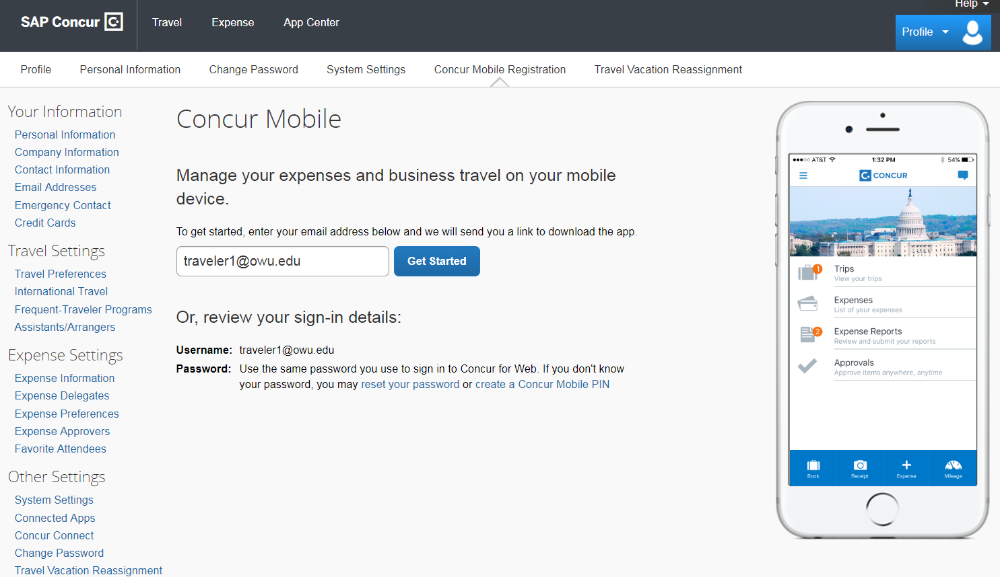 Help
SAP Concur C.
Travel
Expense
App Center
Profile
Profile
Personal Information
Change Password
System Settings
Concur Mobile Registration
Travel Vacation Reassignment
Your Information
Personal Information
Company Information
Contact Information
Email Addresses
Emergency Contact
Credit Cards
Travel Settings
Travel Preferences
International Travel
Frequent-Traveler Programs
Assistants/Arrangers
Expense Settings
Expense Information
Expense Delegates
Expense Preferences
Expense Approvers
Favorite Attendees
Other Settings
System Settings
Connected Apps
Concur Connect
Change Password
Travel Vacation Reassignment
Concur Mobile
Manage your expenses and business travel on your mobile
device.
To get started, enter your email address below and we will send you a link to download the app.
traveler1@owu.edu
Get Started
Or, review your sign-in details:
Username: traveler1@owu.edu
Password: Use the same password you use to sign in to Concur for Web. If you don't know
your password, you may reset your password or create a Concur Mobile PIN
AT&T 1:32 PM 54%
C. CONCUR
1
Trips
View your trips
Expenses
List of your expenses
2
Expense Reports
Review and submit your reports
Approvals
Approve items anywhere, anytime
Book
Receipt
Expense
Mileage